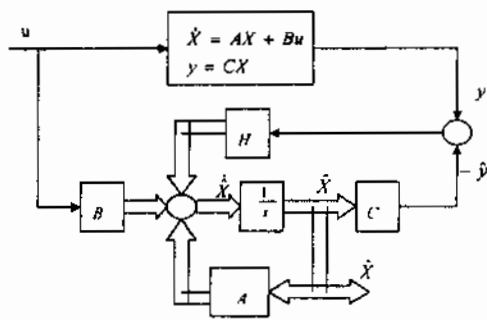 u
Ẋ = AX + Bu
y = CX
y
H
- ŷ
B
X̂̇
1/s
X̂
C
A
X̂